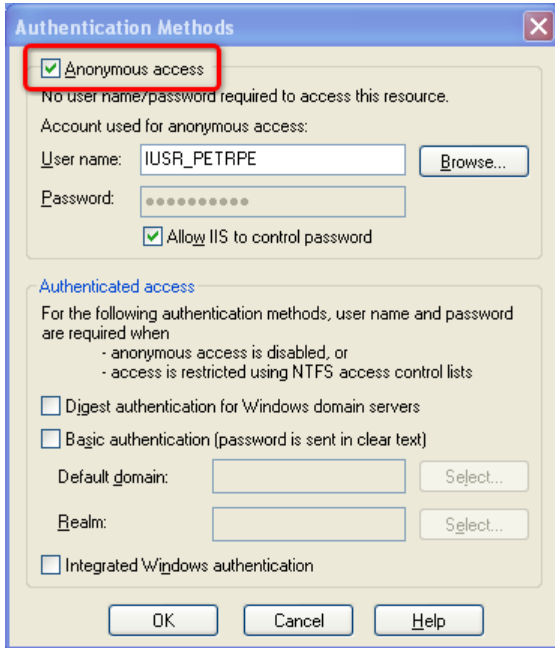 Authentication Methods
Anonymous access
No user name/password required to access this resource.
Account used for anonymous access:
User name: IUSR_PETRPE Browse...
Password: ●●●●●●●●●●
Allow IIS to control password
Authenticated access
For the following authentication methods, user name and password
are required when
- anonymous access is disabled, or
- access is restricted using NTFS access control lists
Digest authentication for Windows domain servers
Basic authentication (password is sent in clear text)
Default domain: Select...
Realm: Select...
Integrated Windows authentication
OK Cancel Help